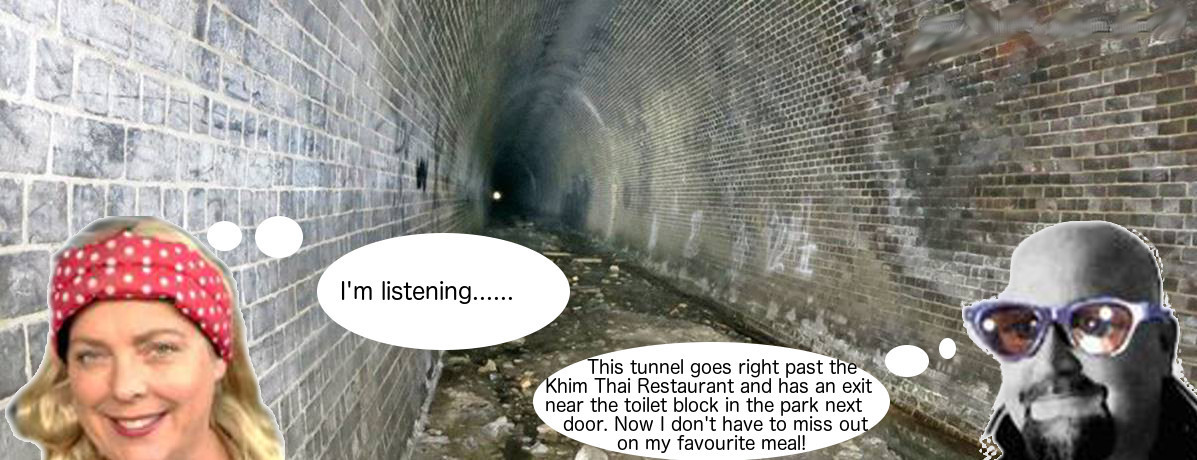 I'm listening......
This tunnel goes right past the
Khim Thai Restaurant and has an exit
near the toilet block in the park next
door. Now I don't have to miss out
on my favourite meal!